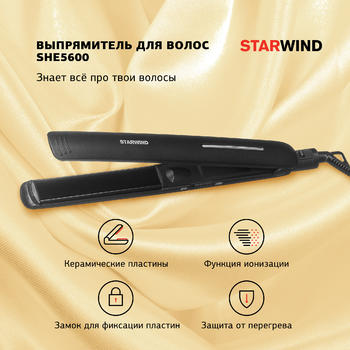 ВЫПРЯМИТЕЛЬ ДЛЯ ВОЛОС
SHE5600
STARWIND
Знает всё про твои волосы
STARWIND
Керамические пластины
Функция ионизации
Замок для фиксации пластин
Защита от перегрева